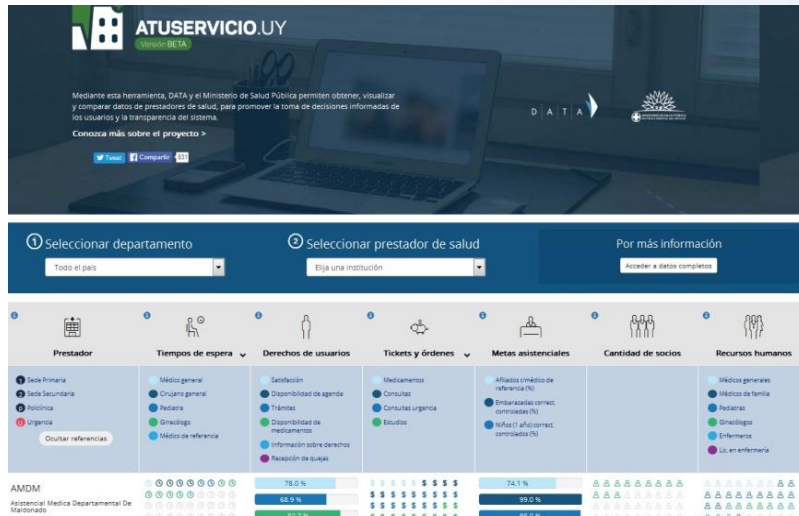 ATUSERVICIO.UY
Versión BETA
Mediante esta herramienta, DATA y el Ministerio de Salud Pública permiten obtener, visualizar
y comparar datos de prestadores de salud, para promover la toma de decisiones informadas de
los usuarios y la transparencia del sistema.
Conozca más sobre el proyecto >
Tweet
Compartir 831
D | A | T | A
1 Seleccionar departamento
Todo el país
2 Seleccionar prestador de salud
Elija una institución
Por más información
Acceder a datos completos
Prestador
Tiempos de espera
Derechos de usuarios
Tickets y órdenes
Metas asistenciales
Cantidad de socios
Recursos humanos
1 Sede Primaria
2 Sede Secundaria
P Policlínica
U Urgencia
Ocultar referencias
Médico general
Cirujano general
Pediatra
Ginecólogo
Médico de referencia
Satisfacción
Disponibilidad de agenda
Trámites
Disponibilidad de
medicamentos
Información sobre derechos
Recepción de quejas
Medicamentos
Consultas
Consultas urgencia
Estudios
Afiliados c/médico de
referencia (%)
Embarazadas correct.
controladas (%)
Niños (1 año) correct.
controlados (%)
Médicos generales
Médicos de familia
Pediatras
Ginecólogos
Enfermeros
Lic. en enfermería
AMDM
Asistencial Medica Departamental De
Maldonado
78.0 %
68.9 %
74.1 %
99.0 %